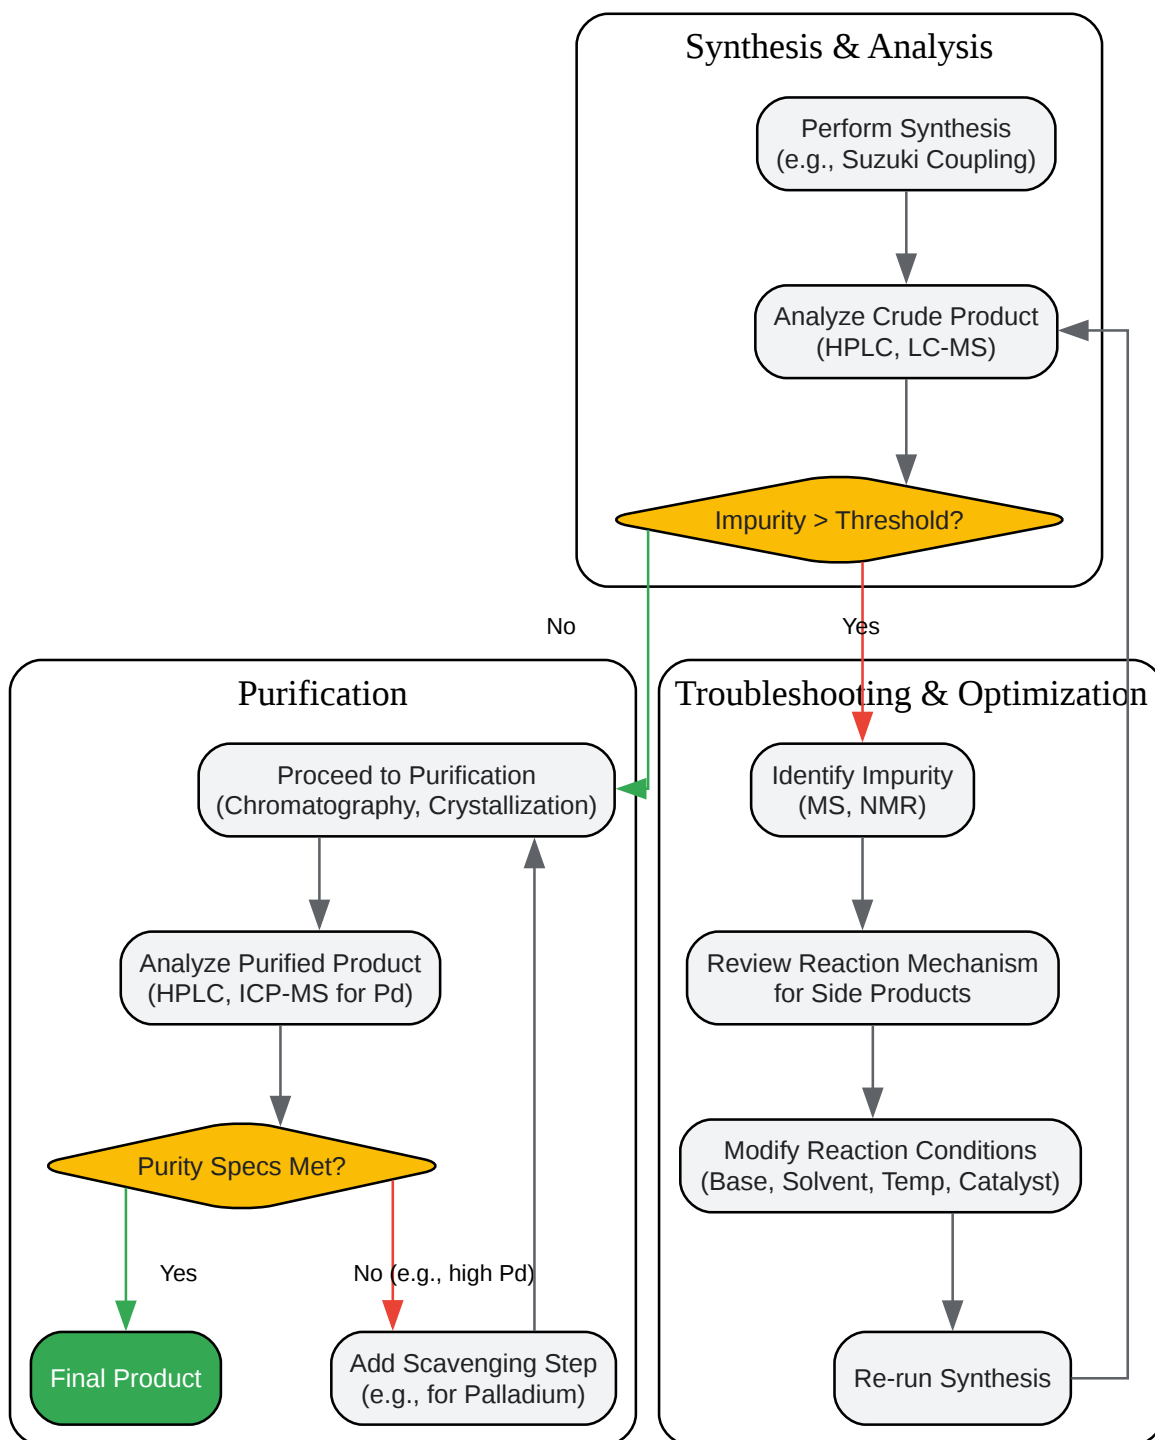 Synthesis & Analysis
Perform Synthesis
(e.g., Suzuki Coupling)
Analyze Crude Product
(HPLC, LC-MS)
Impurity > Threshold?
No
Yes
Purification
Proceed to Purification
(Chromatography, Crystallization)
Analyze Purified Product
(HPLC, ICP-MS for Pd)
Purity Specs Met?
Yes
No (e.g., high Pd)
Final Product
Add Scavenging Step
(e.g., for Palladium)
Troubleshooting & Optimization
Identify Impurity
(MS, NMR)
Review Reaction Mechanism
for Side Products
Modify Reaction Conditions
(Base, Solvent, Temp, Catalyst)
Re-run Synthesis